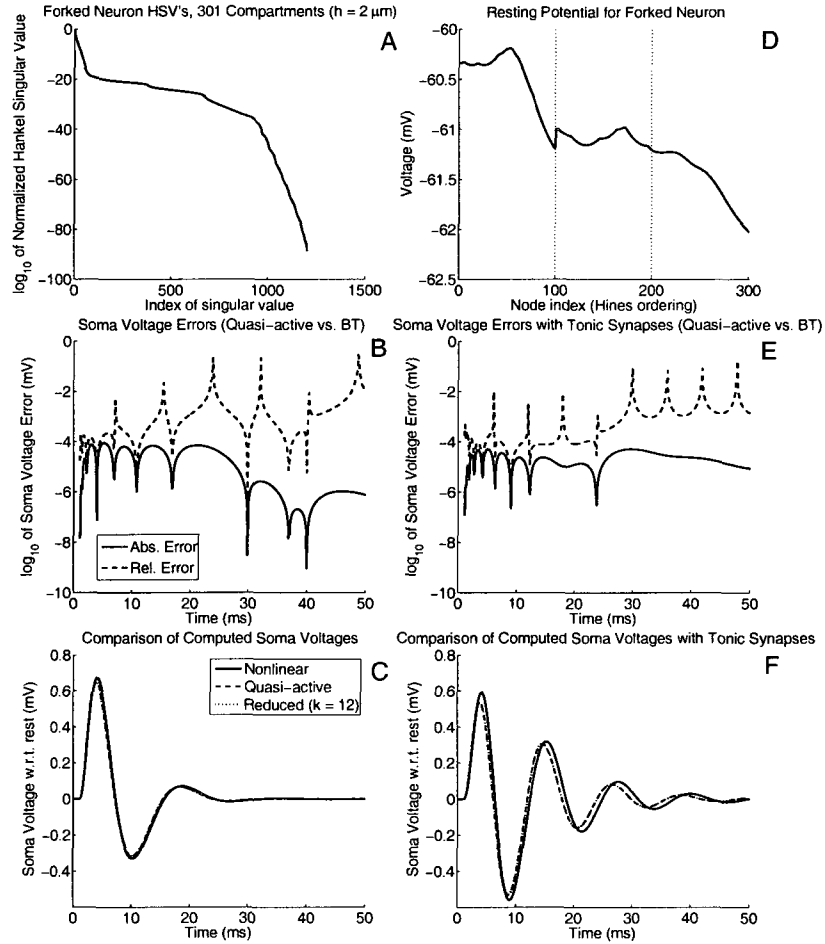 Forked Neuron HSV's, 301 Compartments (h = 2 μm)
A
log10 of Normalized Hankel Singular Value
0
−20
−40
−60
−80
−100
0
500
1000
1500
Index of singular value
Resting Potential for Forked Neuron
D
Voltage (mV)
−60
−60.5
−61
−61.5
−62
−62.5
0
100
200
300
Node index (Hines ordering)
Soma Voltage Errors (Quasi−active vs. BT)
B
log10 of Soma Voltage Error (mV)
0
−2
−4
−6
−8
−10
Abs. Error
Rel. Error
0
10
20
30
40
50
Time (ms)
Soma Voltage Errors with Tonic Synapses (Quasi−active vs. BT)
E
log10 of Soma Voltage Error (mV)
0
−2
−4
−6
−8
−10
0
10
20
30
40
50
Time (ms)
Comparison of Computed Soma Voltages
C
Soma Voltage w.r.t. rest (mV)
0.8
0.6
0.4
0.2
0
−0.2
−0.4
Nonlinear
Quasi−active
Reduced (k = 12)
0
10
20
30
40
50
Time (ms)
Comparison of Computed Soma Voltages with Tonic Synapses
F
Soma Voltage w.r.t. rest (mV)
0.8
0.6
0.4
0.2
0
−0.2
−0.4
0
10
20
30
40
50
Time (ms)